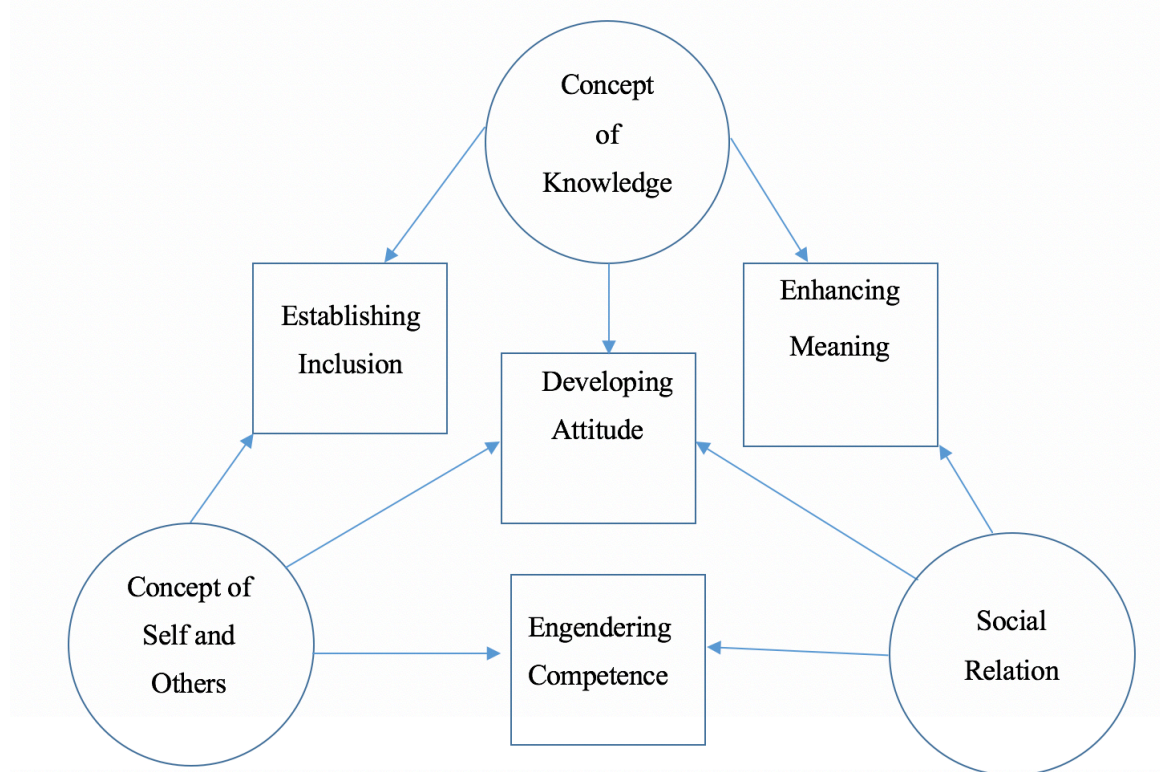 Concept
of
Knowledge
Establishing
Inclusion
Enhancing
Meaning
Developing
Attitude
Concept of
Self and
Others
Engendering
Competence
Social
Relation